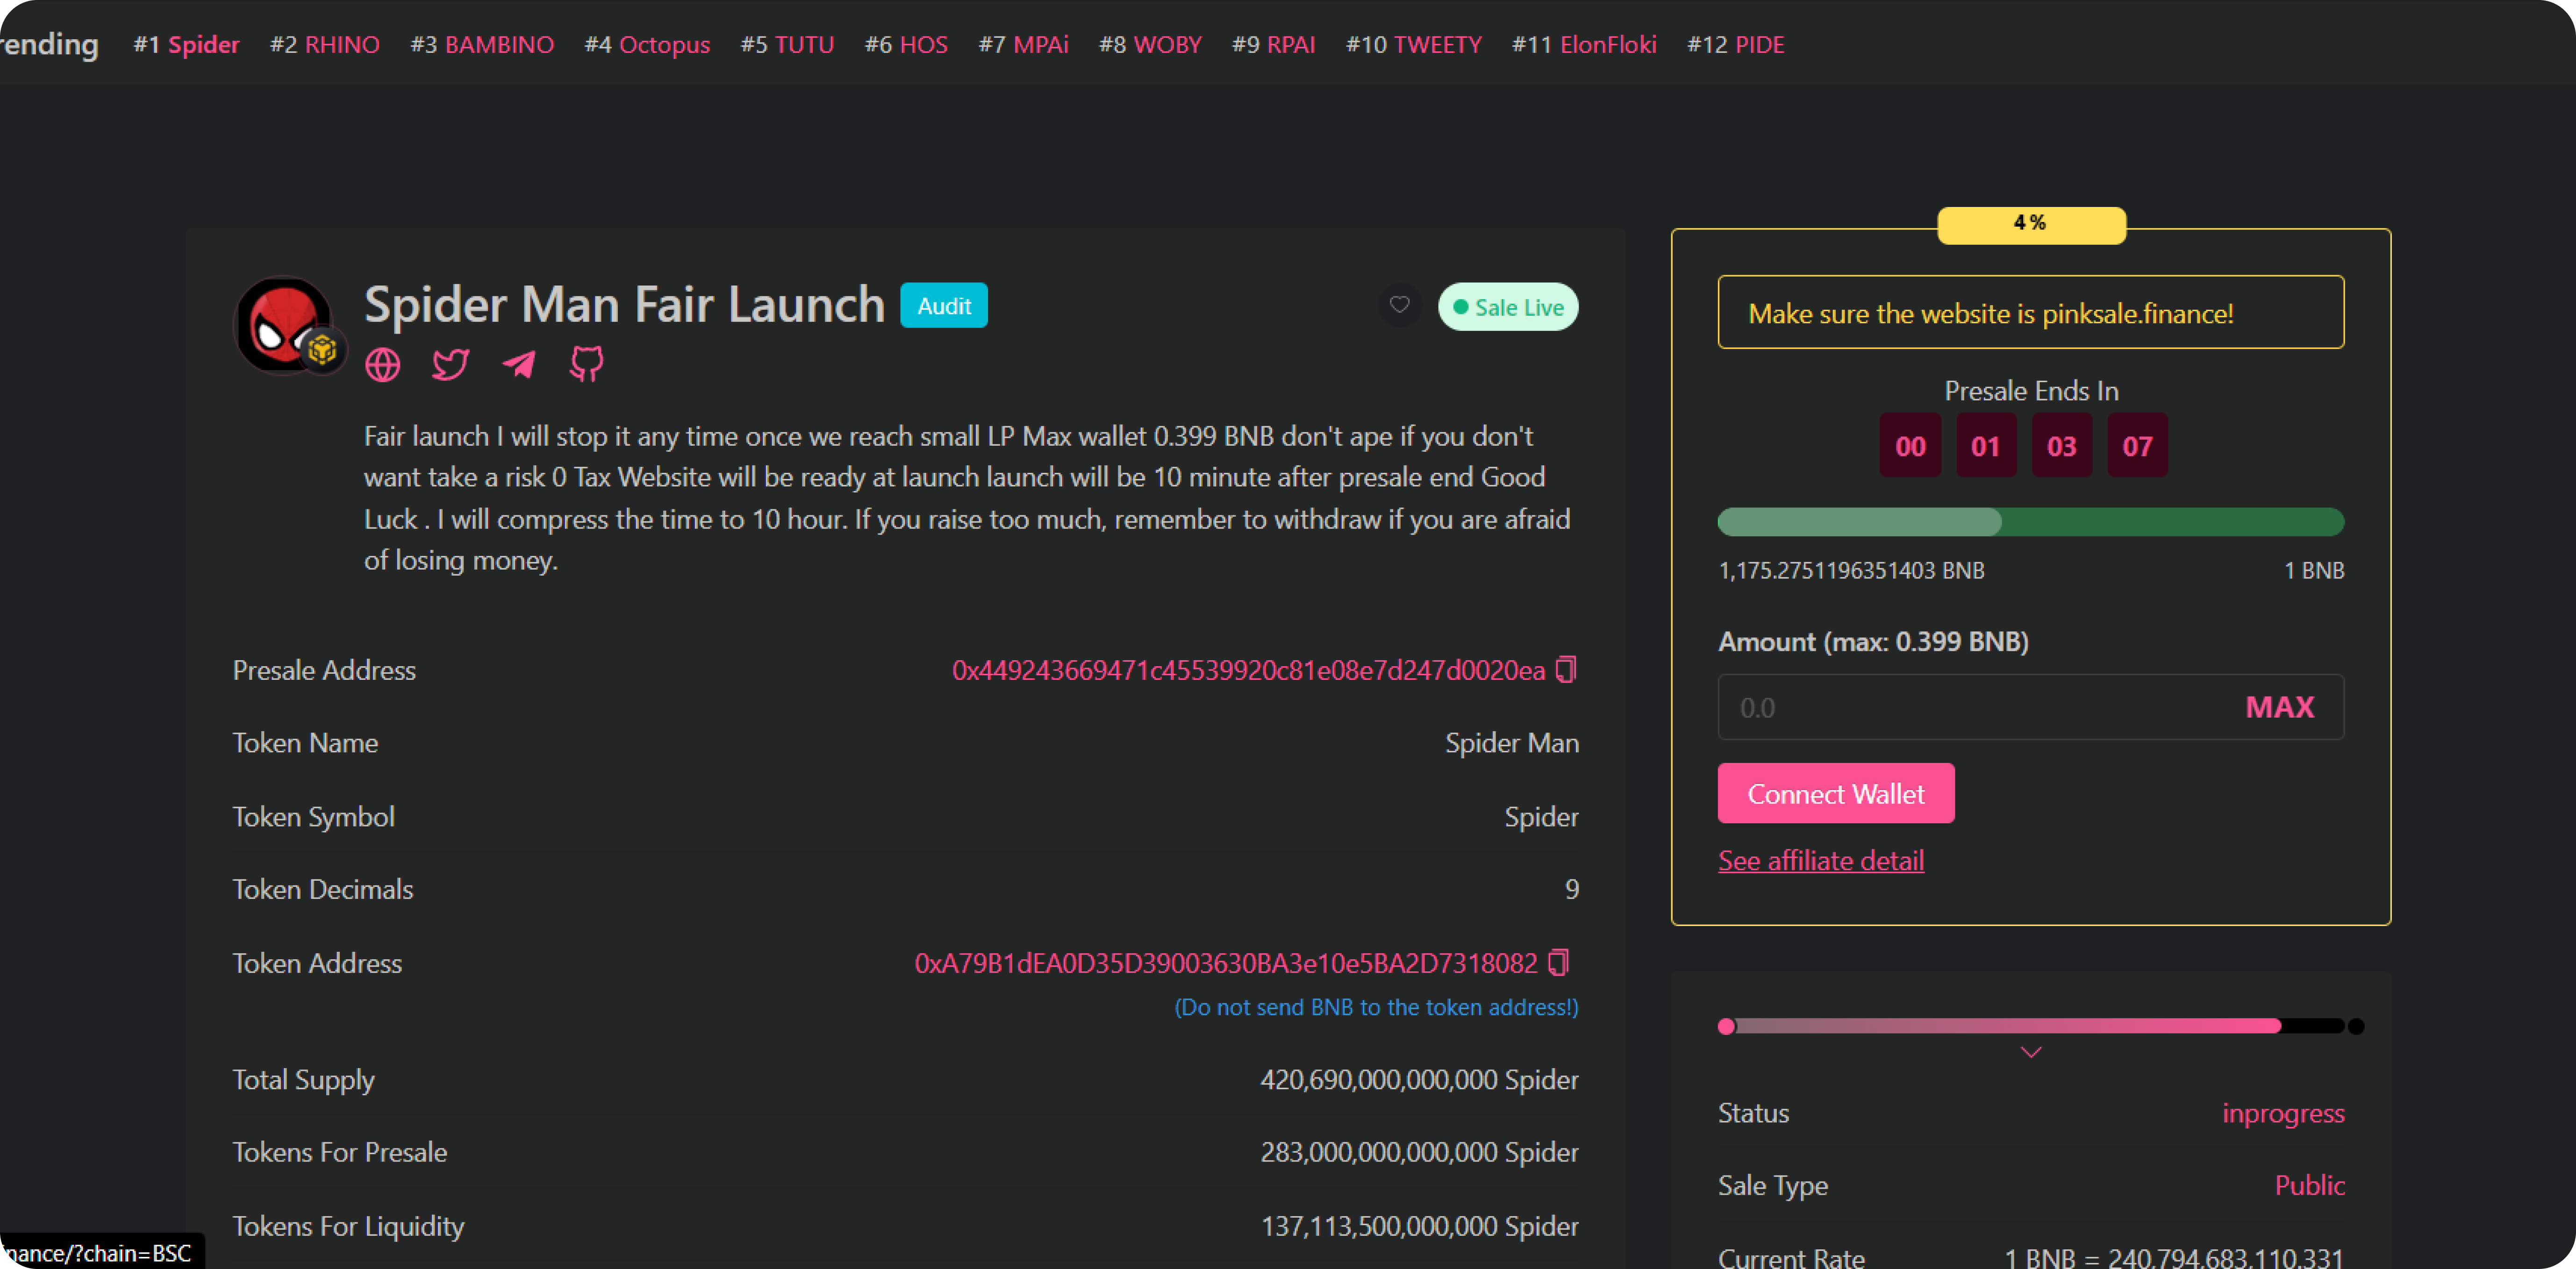 rending #1 Spider #2 RHINO #3 BAMBINO #4 Octopus #5 TUTU #6 HOS #7 MPAi #8 WOBY #9 RPAI #10 TWEETY #11 ElonFloki #12 PIDE
Spider Man Fair Launch Audit
Sale Live
Fair launch I will stop it any time once we reach small LP Max wallet 0.399 BNB don't ape if you don't
want take a risk 0 Tax Website will be ready at launch launch will be 10 minute after presale end Good
Luck . I will compress the time to 10 hour. If you raise too much, remember to withdraw if you are afraid
of losing money.
Presale Address 0x449243669471c45539920c81e08e7d247d0020ea
Token Name Spider Man
Token Symbol Spider
Token Decimals 9
Token Address 0xA79B1dEA0D35D39003630BA3e10e5BA2D7318082
(Do not send BNB to the token address!)
Total Supply 420,690,000,000,000 Spider
Tokens For Presale 283,000,000,000,000 Spider
Tokens For Liquidity 137,113,500,000,000 Spider
nance/?chain=BSC
4%
Make sure the website is pinksale.finance!
Presale Ends In
00 01 03 07
1,175.2751196351403 BNB 1 BNB
Amount (max: 0.399 BNB)
0.0 MAX
Connect Wallet
See affiliate detail
Status inprogress
Sale Type Public
Current Rate 1 BNB = 240,794,683,110,331